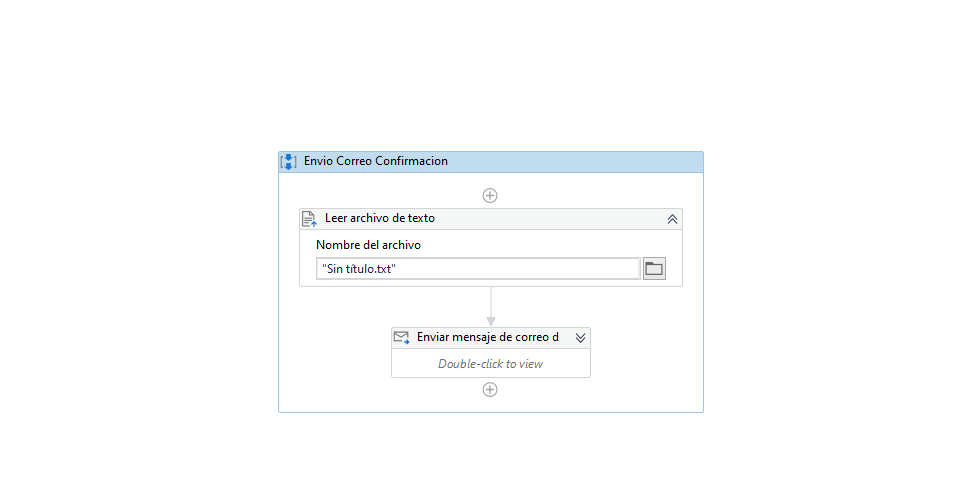 Envio Correo Confirmacion
Leer archivo de texto
Nombre del archivo
"Sin título.txt"
Enviar mensaje de correo d
Double-click to view